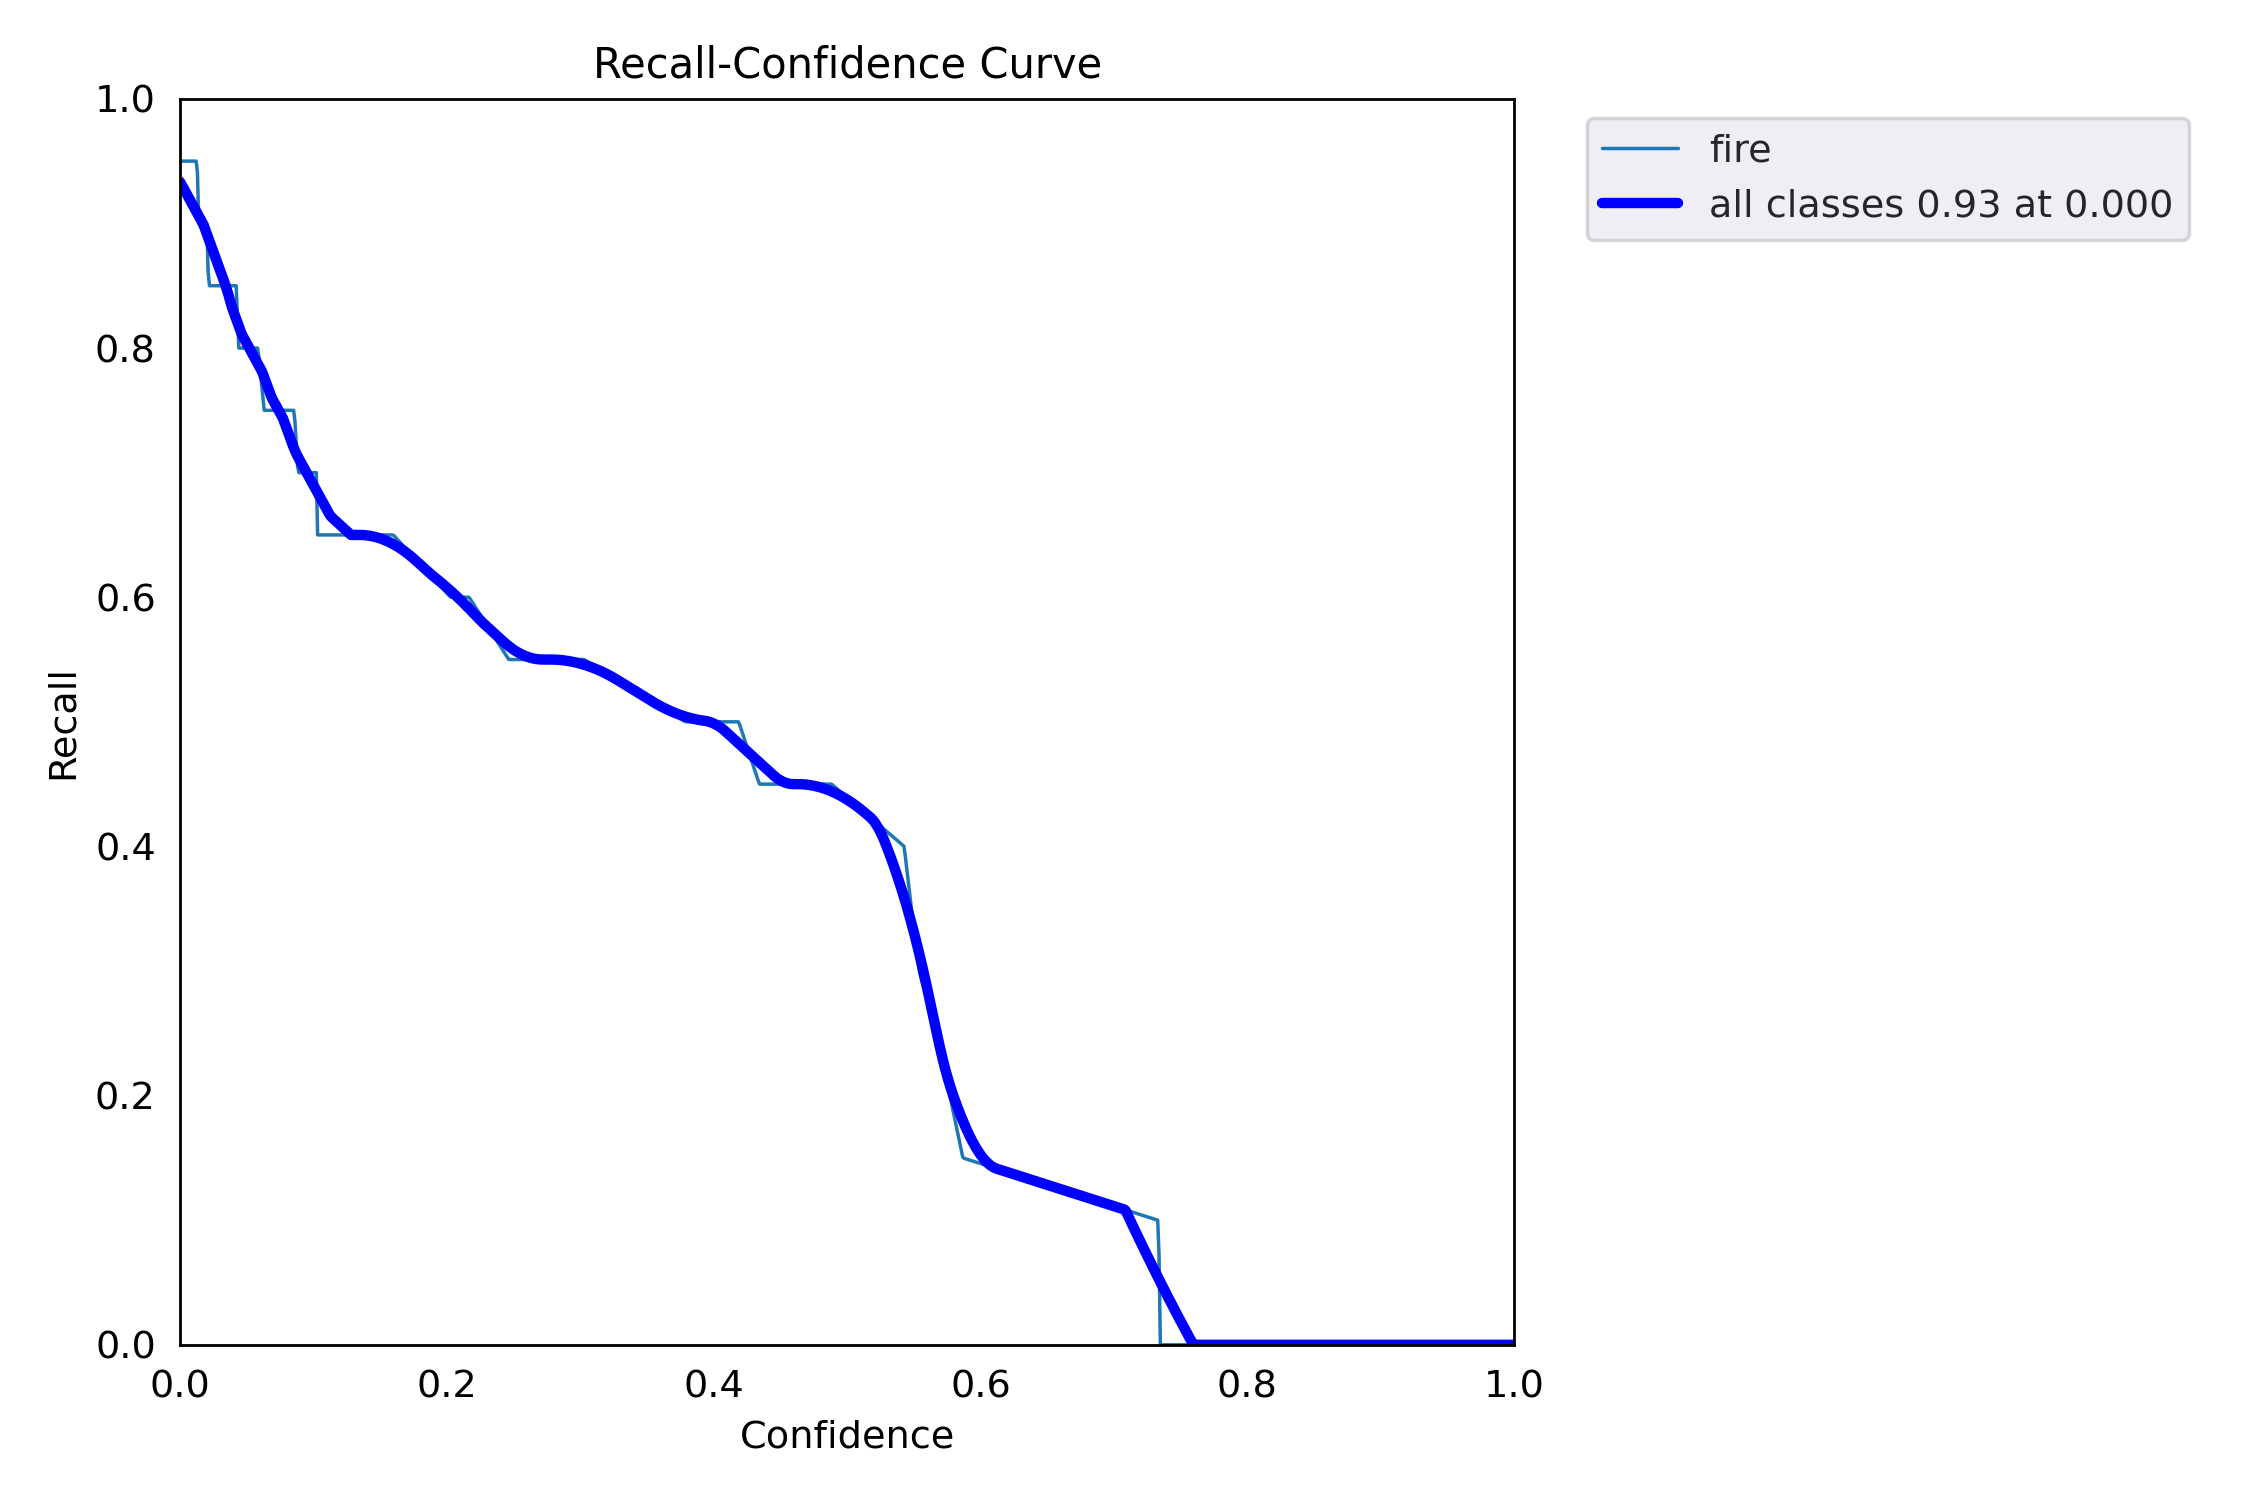 Recall-Confidence Curve
fire
all classes 0.93 at 0.000
1.0
0.8
0.6
0.4
0.2
0.0
Recall
0.0 0.2 0.4 0.6 0.8 1.0
Confidence